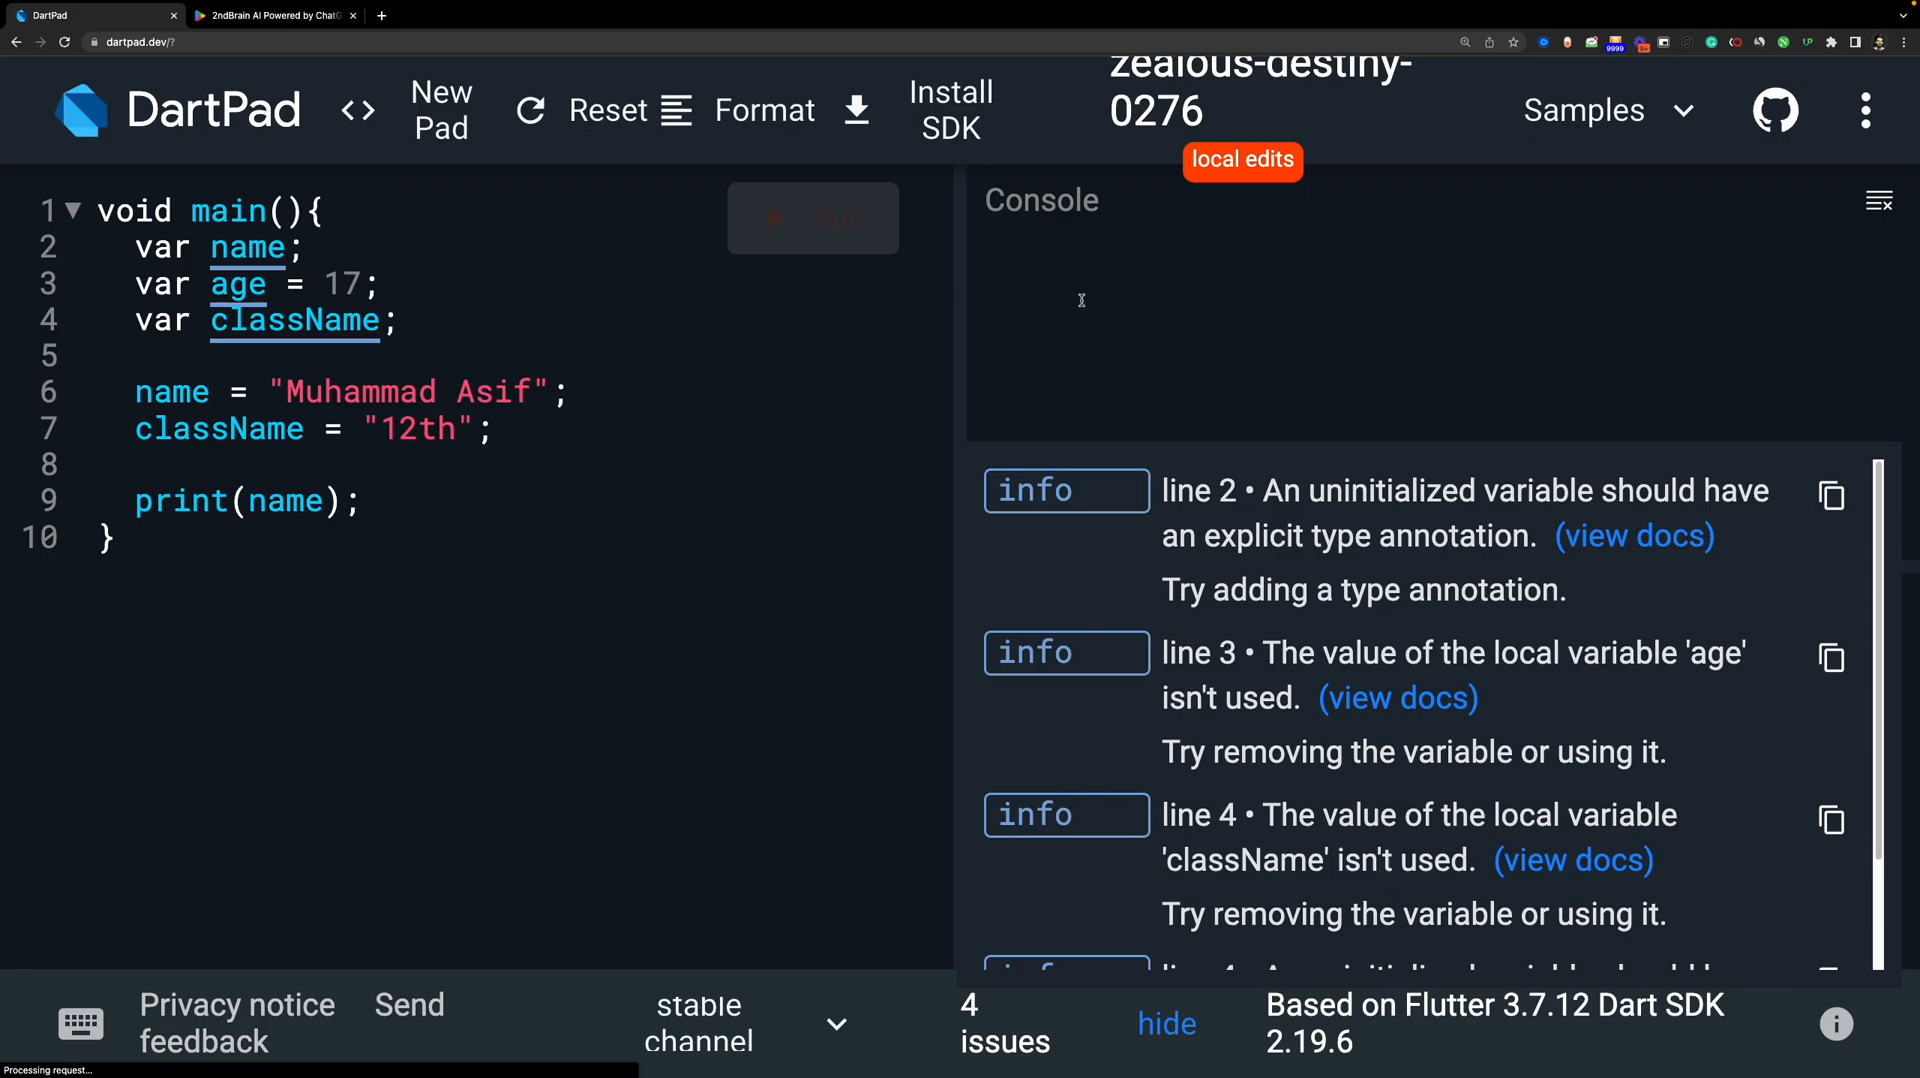 DartPad
2ndBrain AI Powered by ChatG
dartpad.dev/?
9999
DartPad
<> New Pad
Reset
Format
Install SDK
zealous-destiny-0276
local edits
Samples
1 void main(){
2 var name;
3 var age = 17;
4 var className;
5
6 name = "Muhammad Asif";
7 className = "12th";
8
9 print(name);
10 }
Run
Console
info line 2 • An uninitialized variable should have
an explicit type annotation. (view docs)
Try adding a type annotation.
info line 3 • The value of the local variable 'age'
isn't used. (view docs)
Try removing the variable or using it.
info line 4 • The value of the local variable
'className' isn't used. (view docs)
Try removing the variable or using it.
Privacy notice
Send
feedback
stable
channel
4
issues
hide
Based on Flutter 3.7.12 Dart SDK
2.19.6
Processing request...